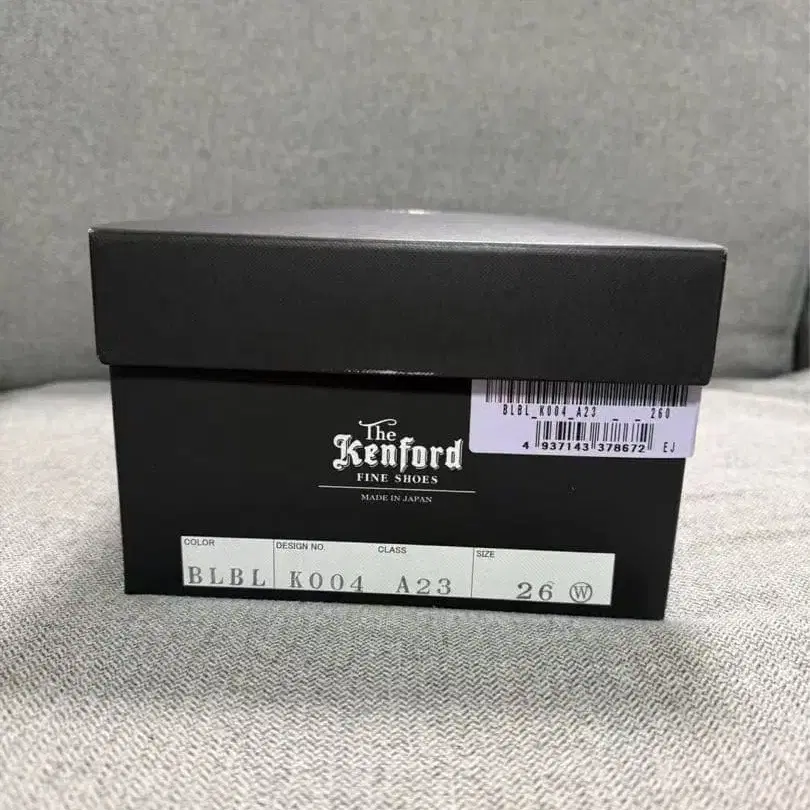 BLBL_K004_A23 _ _ 260
4 937143 378672 EJ
The
Kenford
FINE SHOES
MADE IN JAPAN
COLOR DESIGN NO. CLASS SIZE
BLBL K004 A23 26 Ⓦ